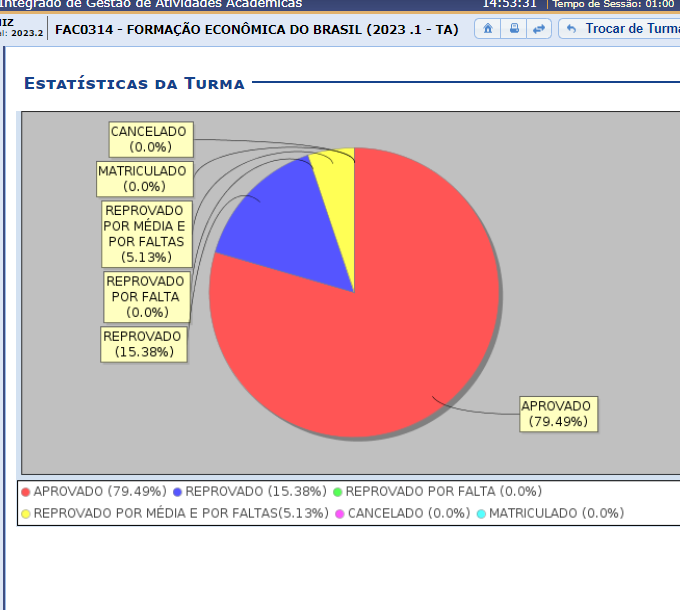 Integrado de Gestão de Atividades Acadêmicas 14:53:31 Tempo de Sessão: 01:00
IZ
al: 2023.2 FAC0314 - FORMAÇÃO ECONÔMICA DO BRASIL (2023 .1 - TA) Trocar de Turma
ESTATÍSTICAS DA TURMA
CANCELADO
(0.0%)
MATRICULADO
(0.0%)
REPROVADO
POR MÉDIA E
POR FALTAS
(5.13%)
REPROVADO
POR FALTA
(0.0%)
REPROVADO
(15.38%)
APROVADO
(79.49%)
APROVADO (79.49%) REPROVADO (15.38%) REPROVADO POR FALTA (0.0%)
REPROVADO POR MÉDIA E POR FALTAS(5.13%) CANCELADO (0.0%) MATRICULADO (0.0%)